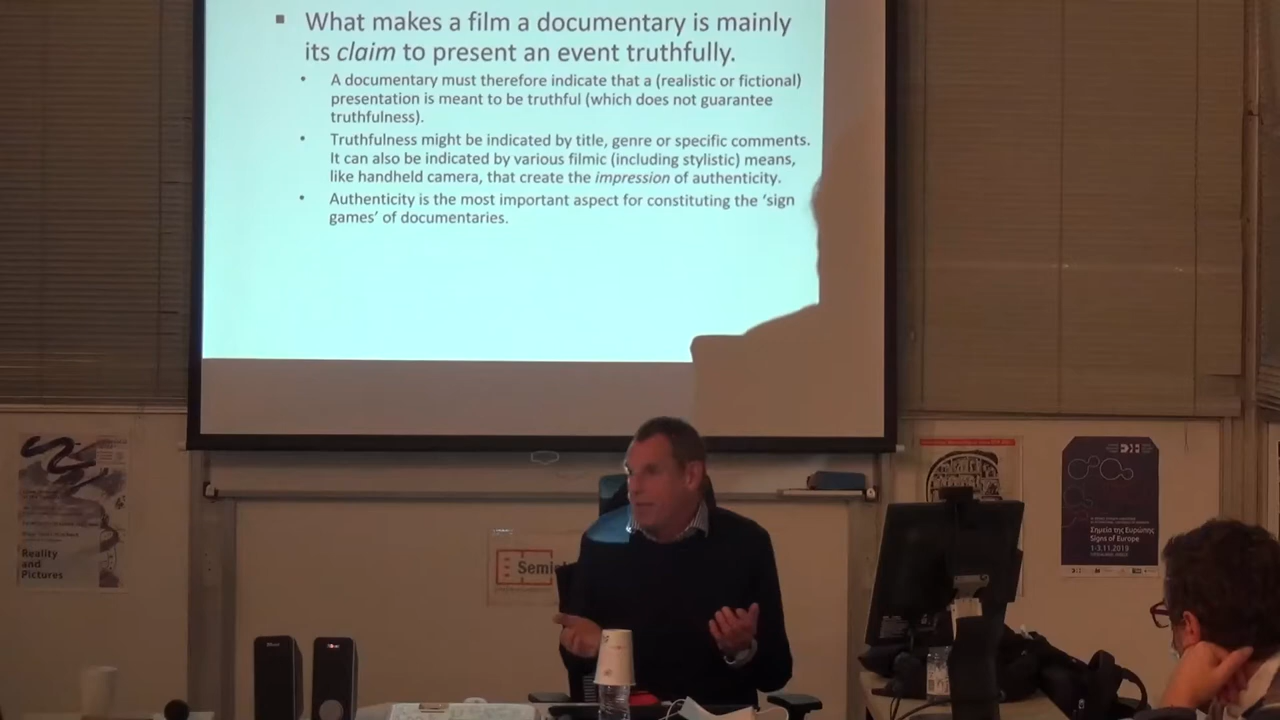 What makes a film a documentary is mainly
its claim to present an event truthfully.
A documentary must therefore indicate that a (realistic or fictional)
presentation is meant to be truthful (which does not guarantee
truthfulness).
Truthfulness might be indicated by title, genre or specific comments.
It can also be indicated by various filmic (including stylistic) means,
like handheld camera, that create the impression of authenticity.
Authenticity is the most important aspect for constituting the ‘sign
games’ of documentaries.
Reality
and
Pictures
Σημεία της Ευρώπης
Signs of Europe
1-3.11.2019